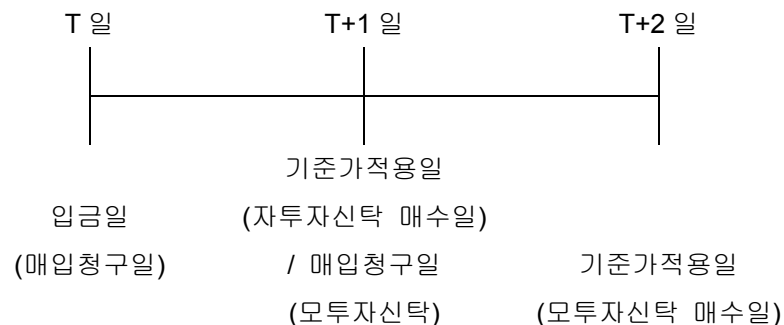 T 일 T+1 일 T+2 일
기준가적용일
입금일 (자투자신탁 매수일)
(매입청구일) / 매입청구일 기준가적용일
(모투자신탁) (모투자신탁 매수일)